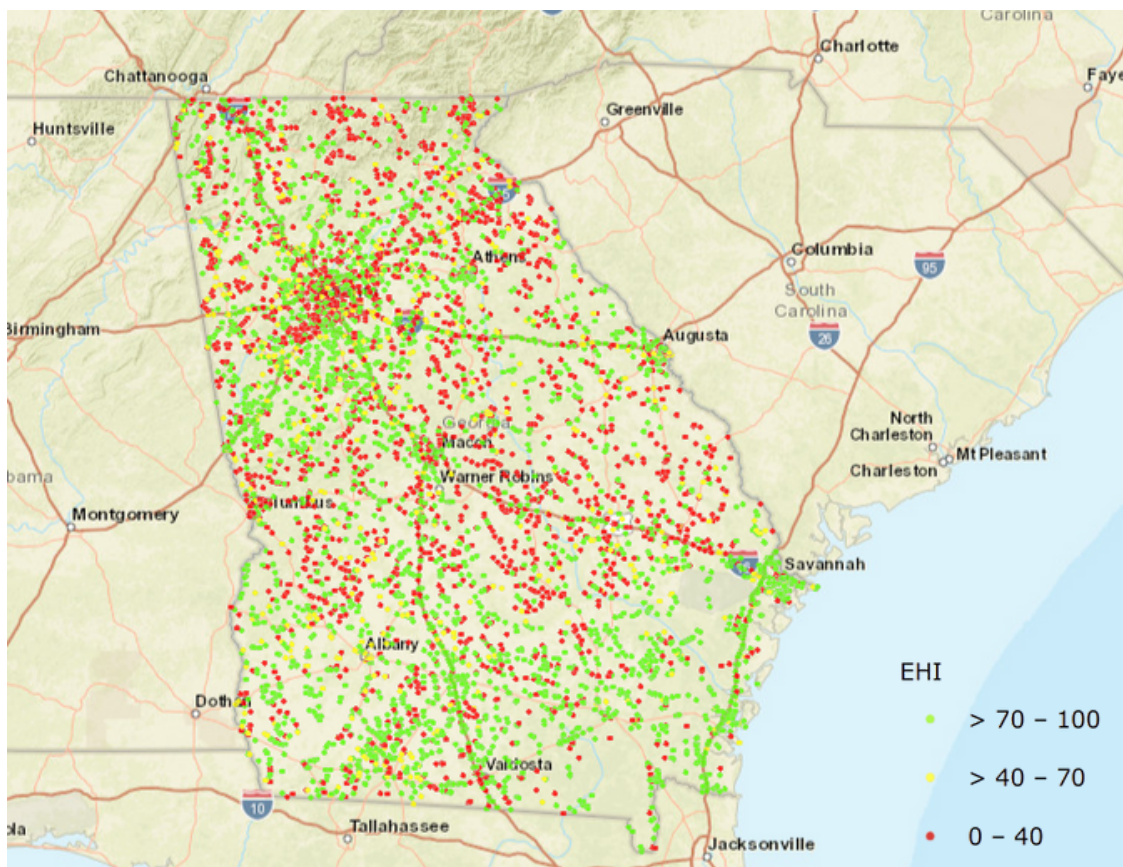 Carolina
Charlotte
Chattanooga
Faye
Greenville
Huntsville
Athens
Columbia
95
South
Carolina
Birmingham
26
Augusta
Georgia
Macon
North
Charleston
Mt Pleasant
Charleston
Warner Robins
bama
Montgomery
Savannah
Albany
EHI
> 70 – 100
Dothan
Valdosta
> 40 – 70
10
ola
Tallahassee
0 – 40
Jacksonville